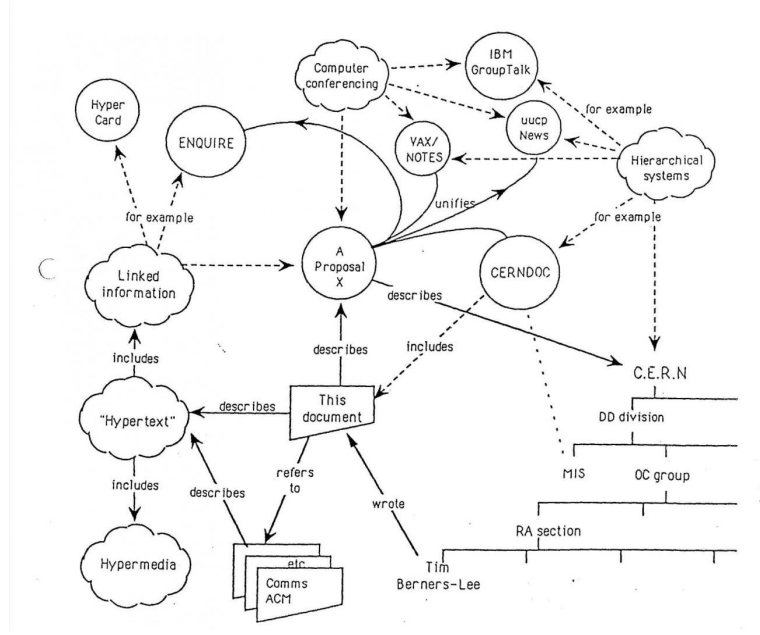 IBM
GroupTalk
Computer
conferencing
Hyper
Card
for example
uucp
News
ENQUIRE
VAX/
NOTES
Hierarchical
systems
unifies
for example
for example
A
Proposal
X
CERNDOC
Linked
information
describes
includes
describes
includes
C.E.R.N
This
document
DD division
describes
"Hypertext"
MIS
OC group
refers
to
includes
describes
wrote
RA section
etc
Hypermedia
Comms
ACM
Tim
Berners-Lee